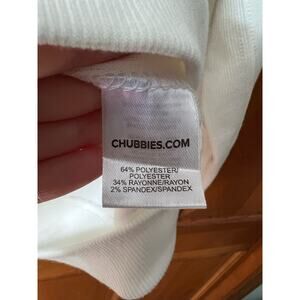 CHUBBIES.COM
64% POLYESTER/
POLYESTER
34% RAYONNE/RAYON
2% SPANDEX/SPANDEX